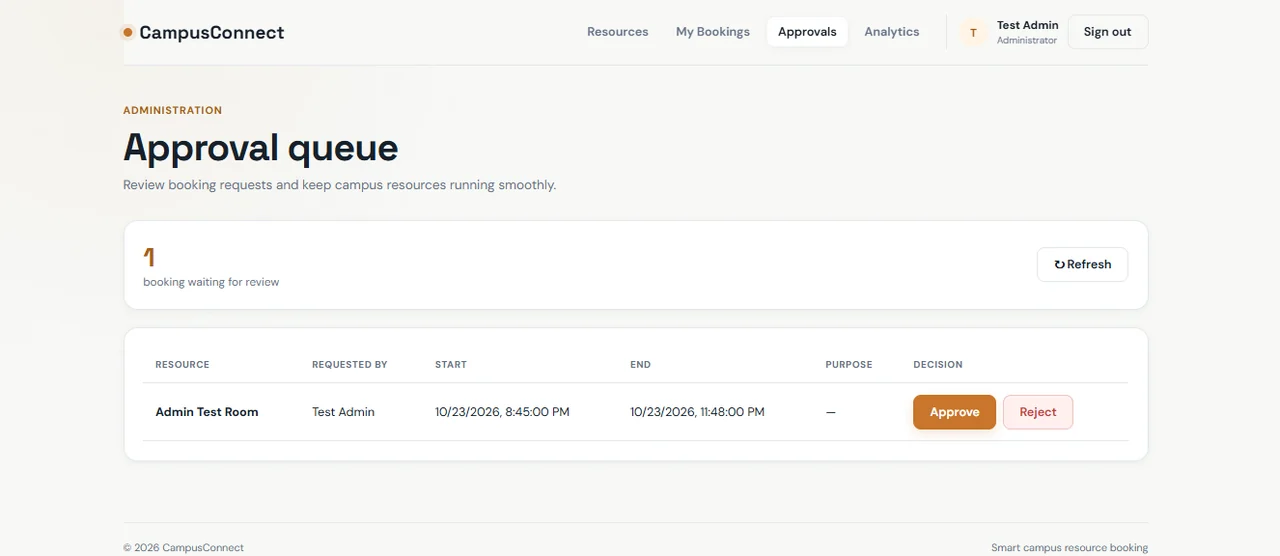 CampusConnect
Resources My Bookings Approvals Analytics
T
Test Admin
Administrator
Sign out
ADMINISTRATION
Approval queue
Review booking requests and keep campus resources running smoothly.
1
booking waiting for review
↻ Refresh
RESOURCE REQUESTED BY START END PURPOSE DECISION
Admin Test Room Test Admin 10/23/2026, 8:45:00 PM 10/23/2026, 11:48:00 PM — Approve Reject
© 2026 CampusConnect Smart campus resource booking